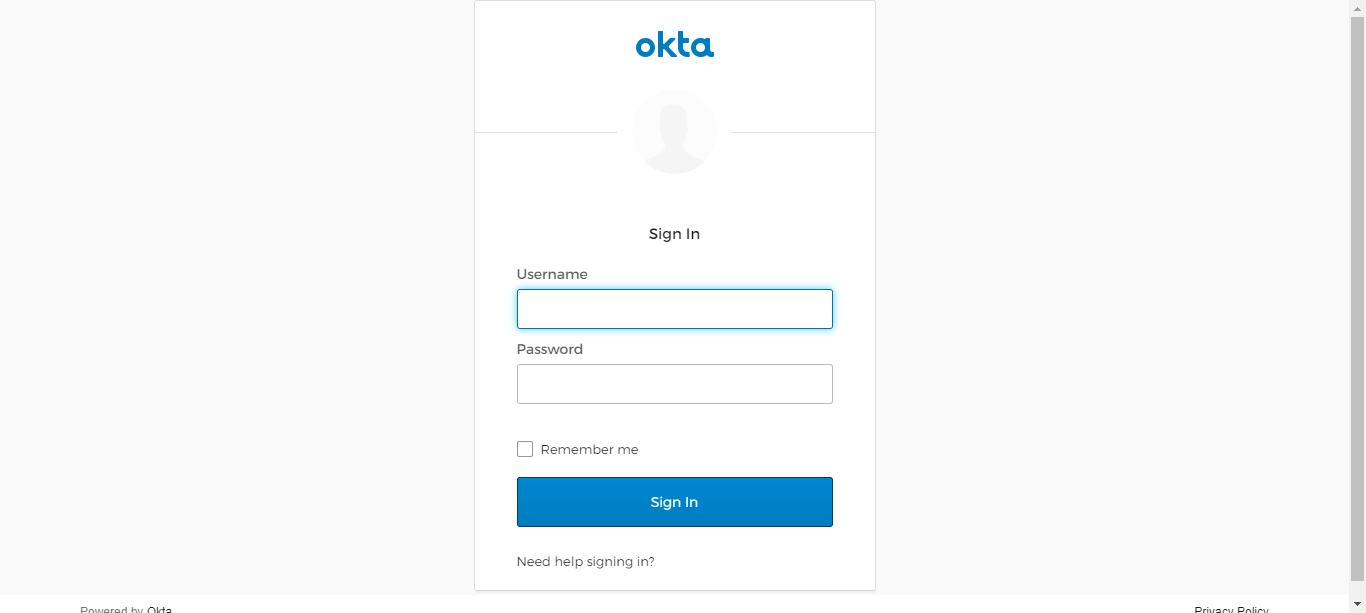 okta
Sign In
Username
Password
Remember me
Sign In
Need help signing in?
Powered by Okta
Privacy Policy